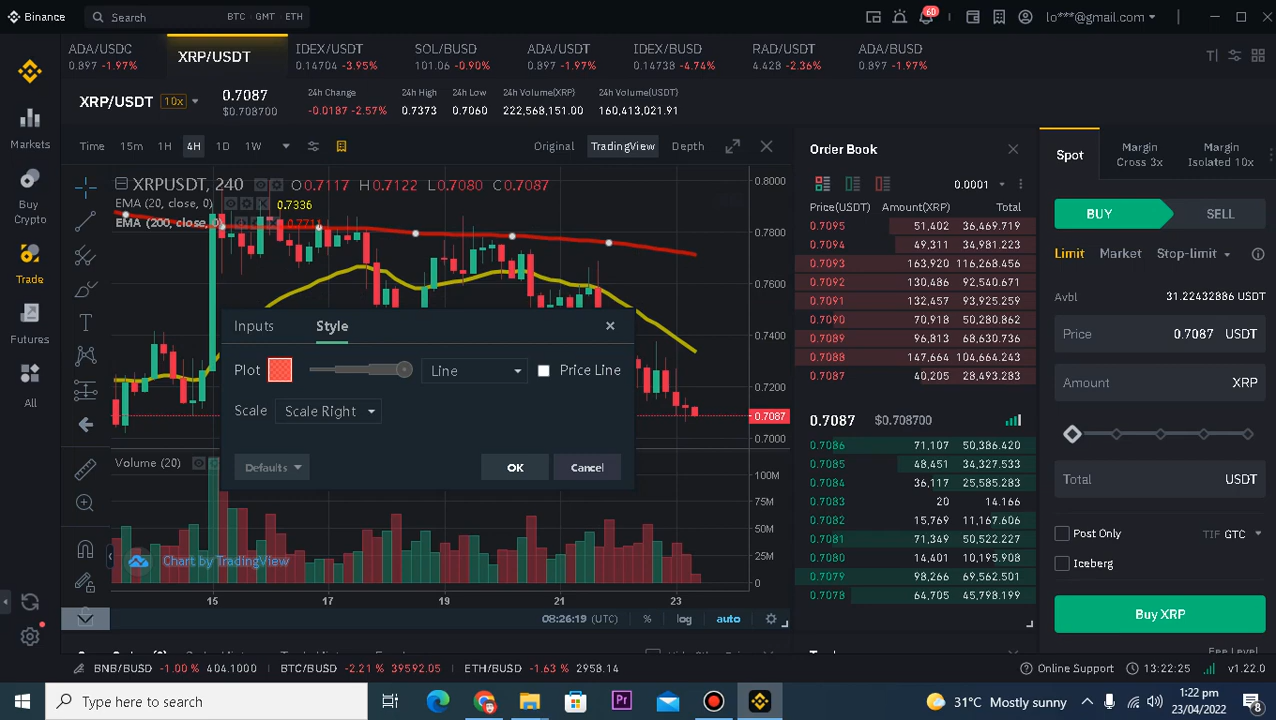 Binance
Search
BTC | GMT | ETH
60
lo***@gmail.com
ADA/USDC
0.897 -1.97%
XRP/USDT
IDEX/USDT
0.14704 -3.95%
SOL/BUSD
101.06 -0.90%
ADA/USDT
0.897 -1.97%
IDEX/BUSD
0.14738 -4.74%
RAD/USDT
4.428 -2.36%
ADA/BUSD
0.897 -1.97%
XRP/USDT 10x
0.7087
$0.708700
24h Change
-0.0187 -2.57%
24h High
0.7373
24h Low
0.7060
24h Volume(XRP)
222,568,151.00
24h Volume(USDT)
160,413,021.91
Markets
Buy
Crypto
Trade
Futures
All
Time 15m 1H 4H 1D 1W
Original TradingView Depth
XRPUSDT, 240 O0.7117 H0.7122 L0.7080 C0.7087
EMA (20, close, 0) 0.7336
EMA (200, close, 0)
0.8000
0.7800
0.7600
0.7400
0.7200
0.7087
0.7000
Inputs Style
Plot Line Price Line
Scale Scale Right
Defaults OK Cancel
Volume (20)
100M
75M
50M
25M
0
Chart by TradingView
15 17 19 21 23
08:26:19 (UTC) % log auto
Order Book
0.0001
Price(USDT) Amount(XRP) Total
0.7095 51,402 36,469.719
0.7094 49,311 34,981.223
0.7093 163,920 116,268.456
0.7092 130,486 92,540.671
0.7091 132,457 93,925.259
0.7090 70,918 50,280.862
0.7089 96,813 68,630.736
0.7088 147,664 104,664.243
0.7087 40,205 28,493.283
0.7087 $0.708700
0.7086 71,107 50,386.420
0.7085 48,451 34,327.533
0.7084 36,117 25,585.283
0.7083 20 14.166
0.7082 15,769 11,167.606
0.7081 71,349 50,522.227
0.7080 14,401 10,195.908
0.7079 98,266 69,562.501
0.7078 64,705 45,798.199
Spot
Margin
Cross 3x
Margin
Isolated 10x
BUY SELL
Limit Market Stop-limit
Avbl 31.22432886 USDT
Price 0.7087 USDT
Amount XRP
Total USDT
Post Only TIF GTC
Iceberg
Buy XRP
BNB/BUSD -1.00 % 404.1000 BTC/BUSD -2.21 % 39592.05 ETH/BUSD -1.63 % 2958.14
Online Support 13:22:25 v1.22.0
Type here to search
Pr
31°C Mostly sunny
1:22 pm
23/04/2022
8